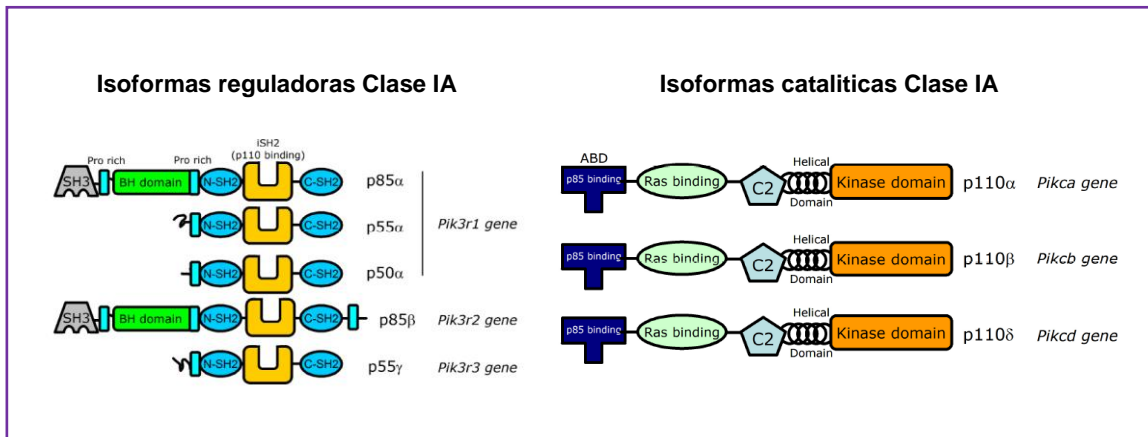 Isoformas reguladoras Clase IA
iSH2
(p110 binding)
Pro rich
Pro rich
SH3
BH domain
N-SH2
C-SH2
p85α
N-SH2
C-SH2
p55α
Pik3r1 gene
N-SH2
C-SH2
p50α
SH3
BH domain
N-SH2
C-SH2
p85β
Pik3r2 gene
N-SH2
C-SH2
p55γ
Pik3r3 gene
Isoformas cataliticas Clase IA
ABD
p85 binding
Ras binding
C2
Helical
Domain
Kinase domain
p110α
Pikca gene
p85 binding
Ras binding
C2
Helical
Domain
Kinase domain
p110β
Pikcb gene
p85 binding
Ras binding
C2
Helical
Domain
Kinase domain
p110δ
Pikcd gene